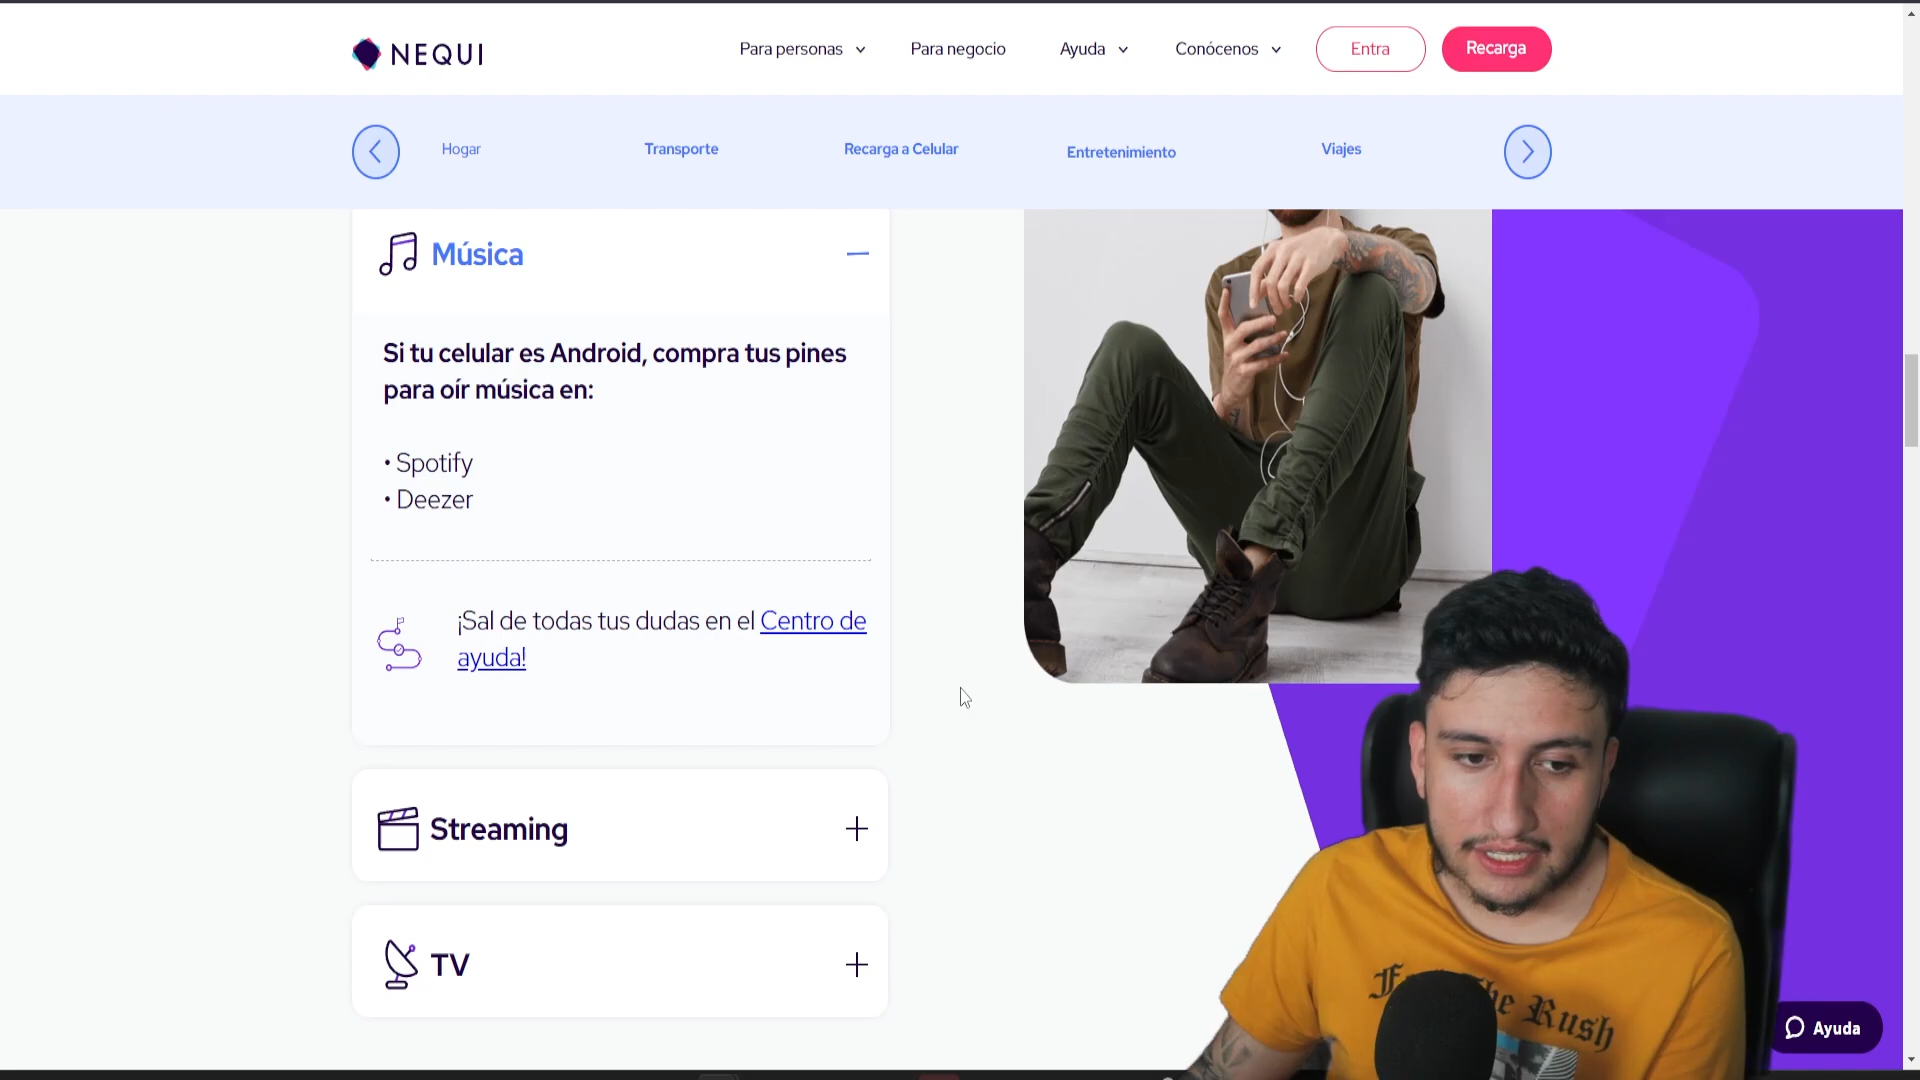 NEQUI
Para personas
Para negocio
Ayuda
Conócenos
Entra
Recarga
Hogar
Transporte
Recarga a Celular
Entretenimiento
Viajes
Música
Si tu celular es Android, compra tus pines
para oír música en:
• Spotify
• Deezer
¡Sal de todas tus dudas en el Centro de
ayuda!
Streaming
TV
he Rush
Ayuda